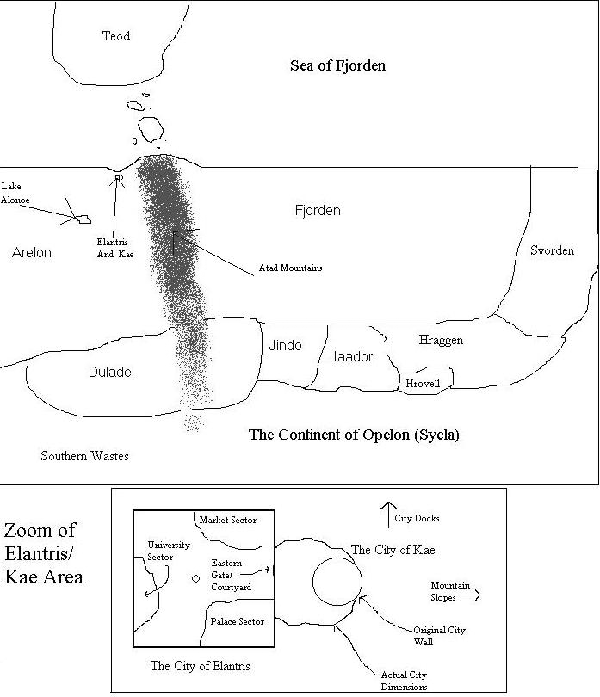 Teod
Sea of Fjorden
Lake
Alonoe
Elantris
And Kae
Arelon
Fjorden
Svorden
Atad Mountains
Duladel
Jindo
Jaador
Hraggen
Hrovell
The Continent of Opelon (Sycla)
Southern Wastes
Zoom of
Elantris/
Kae Area
Market Sector
University
Sector
Eastern
Gate/
Courtyard
Palace Sector
The City of Elantris
City Docks
The City of Kae
Mountain
Slopes
Original City
Wall
Actual City
Dimensions